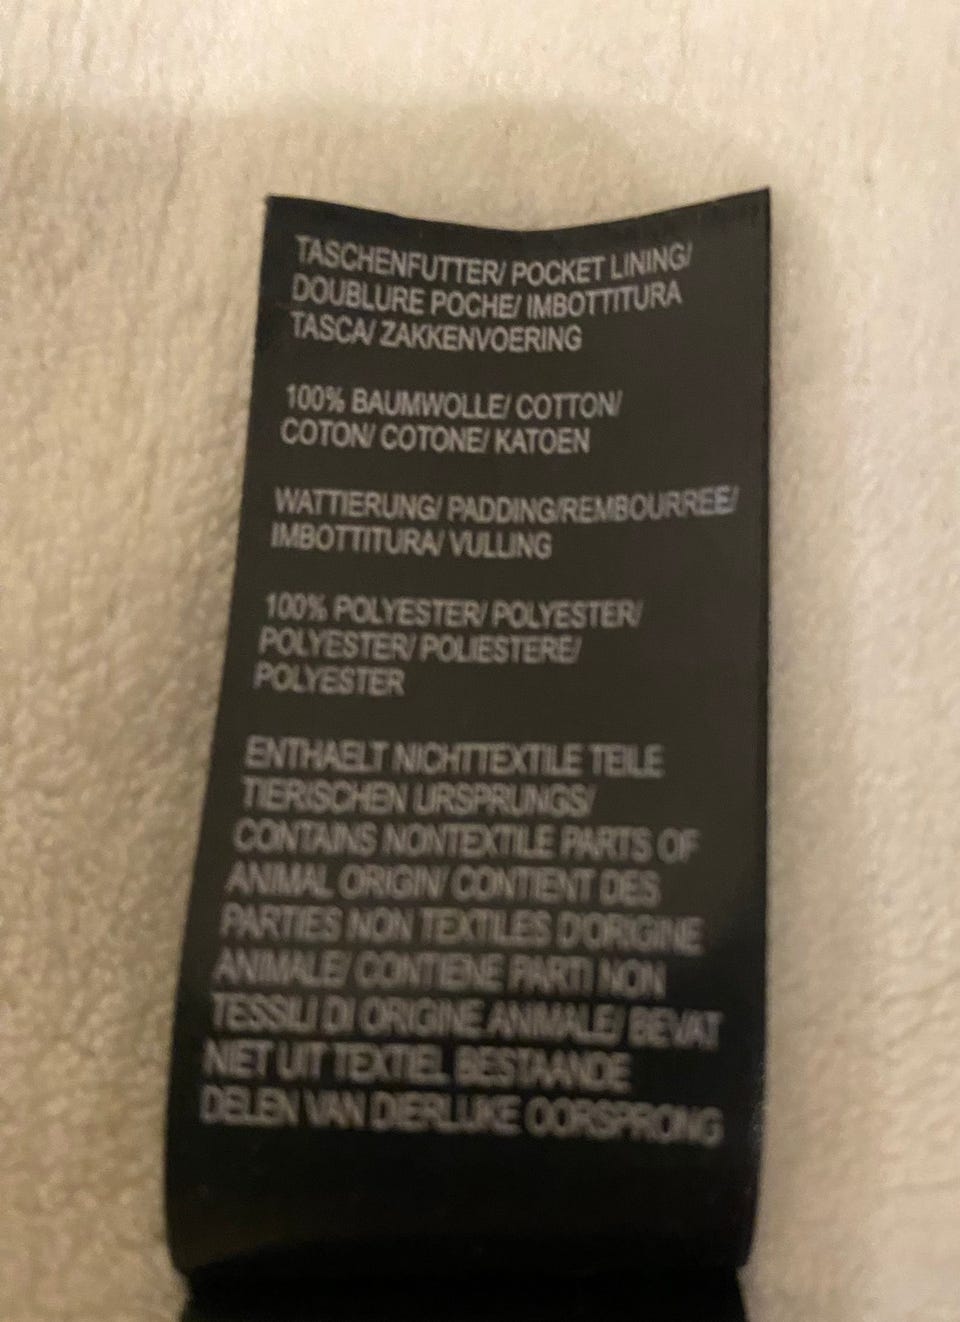 TASCHENFUTTER/ POCKET LINING/
DOUBLURE POCHE/ IMBOTTITURA
TASCA/ ZAKKENVOERING
100% BAUMWOLLE/ COTTON/
COTON/ COTONE/ KATOEN
WATTIERUNG/ PADDING/REMBOURREE/
IMBOTTITURA/ VULLING
100% POLYESTER/ POLYESTER/
POLYESTER/ POLIESTERE/
POLYESTER
ENTHAELT NICHTTEXTILE TEILE
TIERISCHEN URSPRUNGS/
CONTAINS NONTEXTILE PARTS OF
ANIMAL ORIGIN/ CONTIENT DES
PARTIES NON TEXTILES D'ORIGINE
ANIMALE/ CONTIENE PARTI NON
TESSILI DI ORIGINE ANIMALE/ BEVAT
NIET UIT TEXTIEL BESTAANDE
DELEN VAN DIERLIJKE OORSPRONG